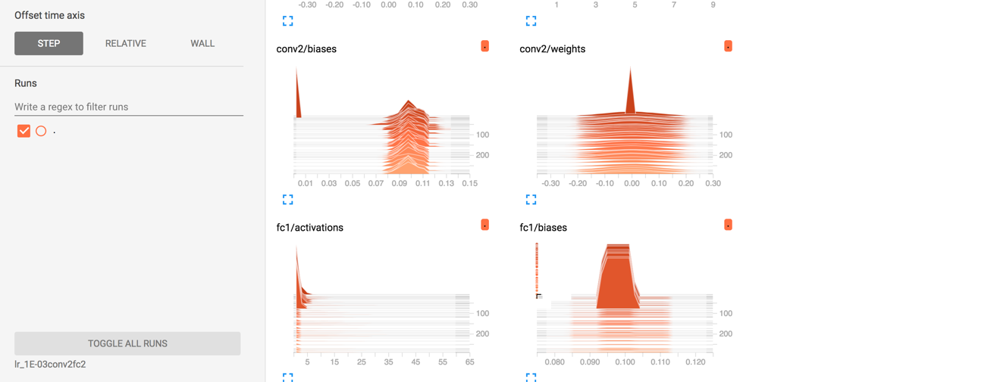 Offset time axis
STEP RELATIVE WALL
Runs
Write a regex to filter runs
.
TOGGLE ALL RUNS
lr_1E-03conv2fc2
-0.30 -0.20 -0.10 0.00 0.10 0.20 0.30
1 3 5 7 9
conv2/biases
.
100
200
0.01 0.03 0.05 0.07 0.09 0.11 0.13 0.15
conv2/weights
.
100
200
-0.30 -0.20 -0.10 0.00 0.10 0.20 0.30
fc1/activations
.
100
200
5 15 25 35 45 55 65
fc1/biases
.
100
200
0.080 0.090 0.100 0.110 0.120